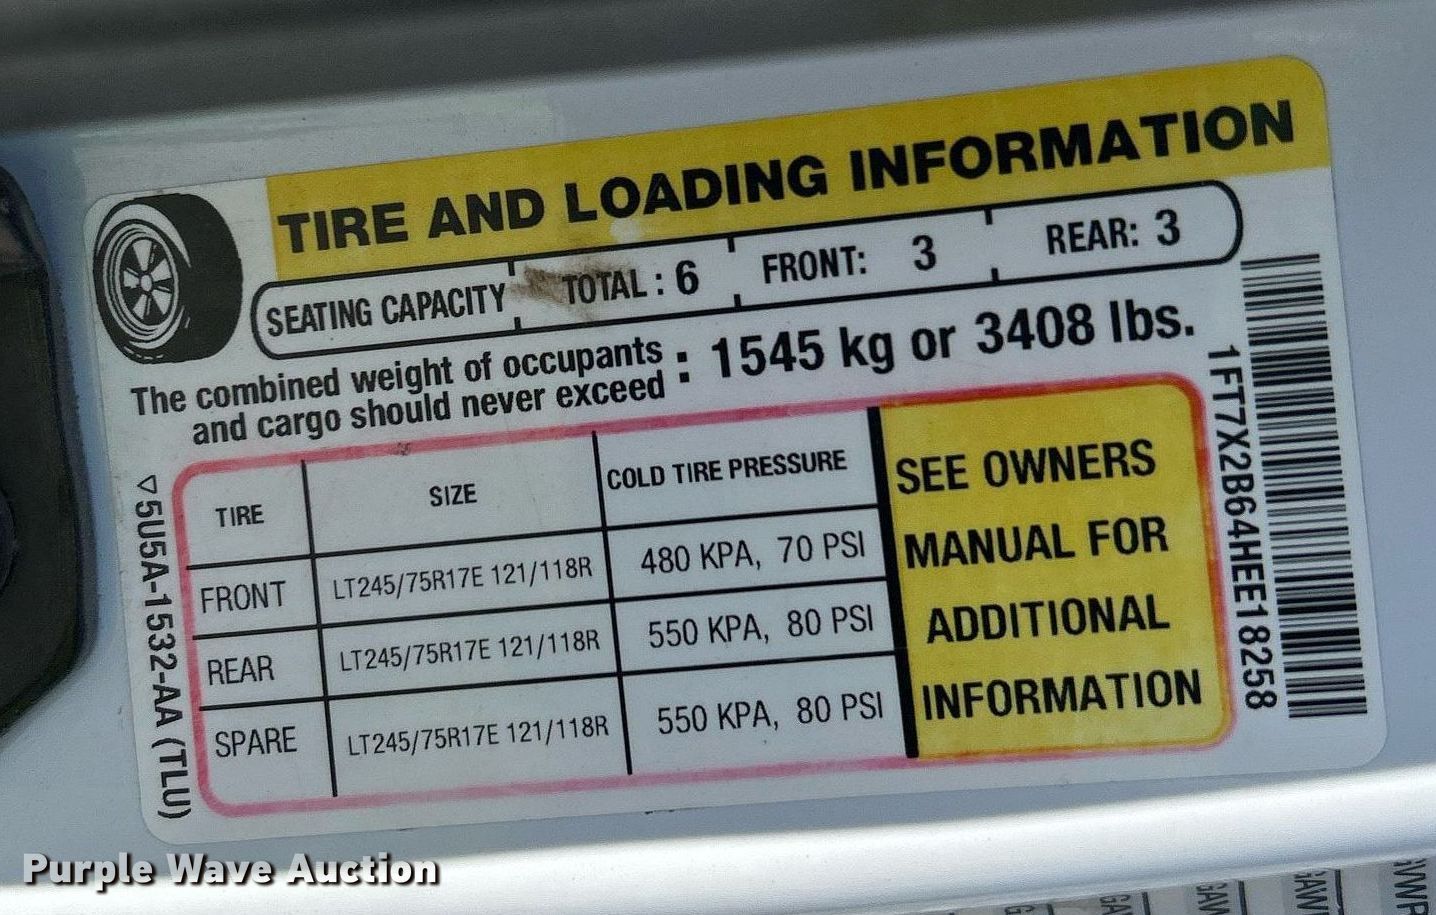 TIRE AND LOADING INFORMATION
SEATING CAPACITY TOTAL : 6 FRONT: 3 REAR: 3
The combined weight of occupants
and cargo should never exceed : 1545 kg or 3408 lbs.
TIRE SIZE COLD TIRE PRESSURE
FRONT LT245/75R17E 121/118R 480 KPA, 70 PSI
REAR LT245/75R17E 121/118R 550 KPA, 80 PSI
SPARE LT245/75R17E 121/118R 550 KPA, 80 PSI
SEE OWNERS
MANUAL FOR
ADDITIONAL
INFORMATION
1FT7X2B64HEE18258
▽5U5A-1532-AA (TLU)
Purple Wave Auction